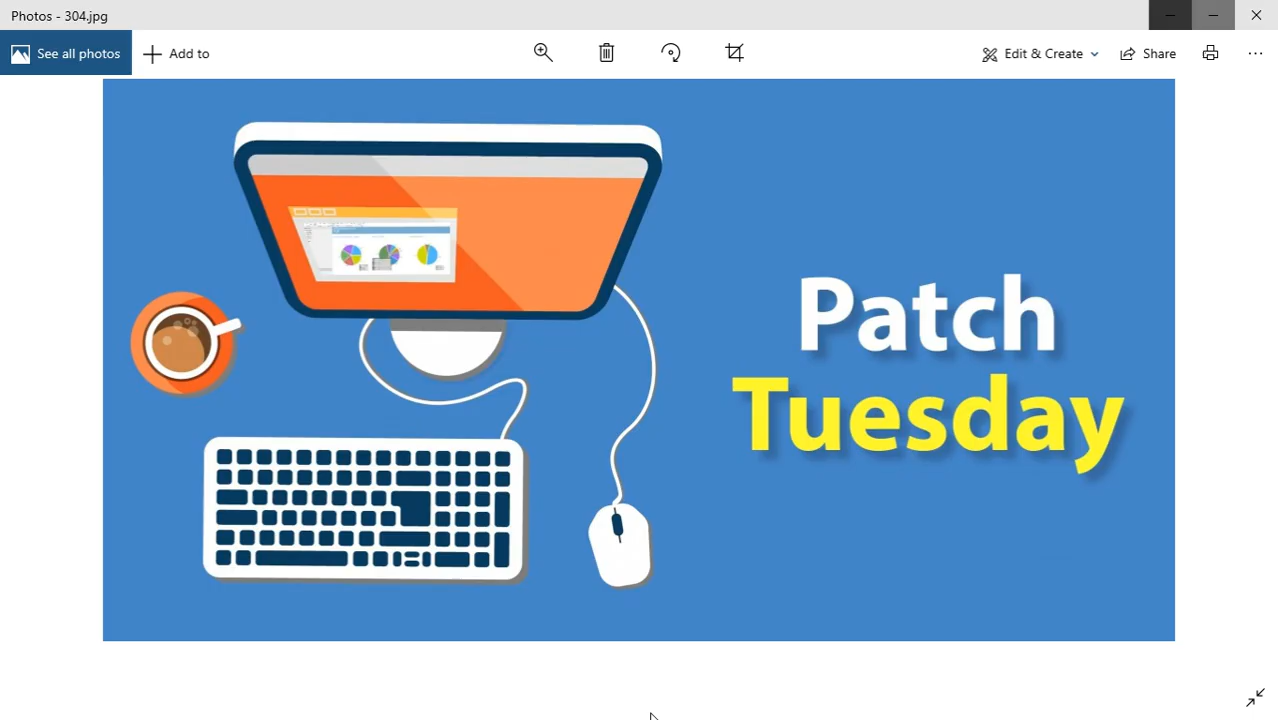 Photos - 304.jpg
See all photos
Add to
Edit & Create
Share
Patch
Tuesday